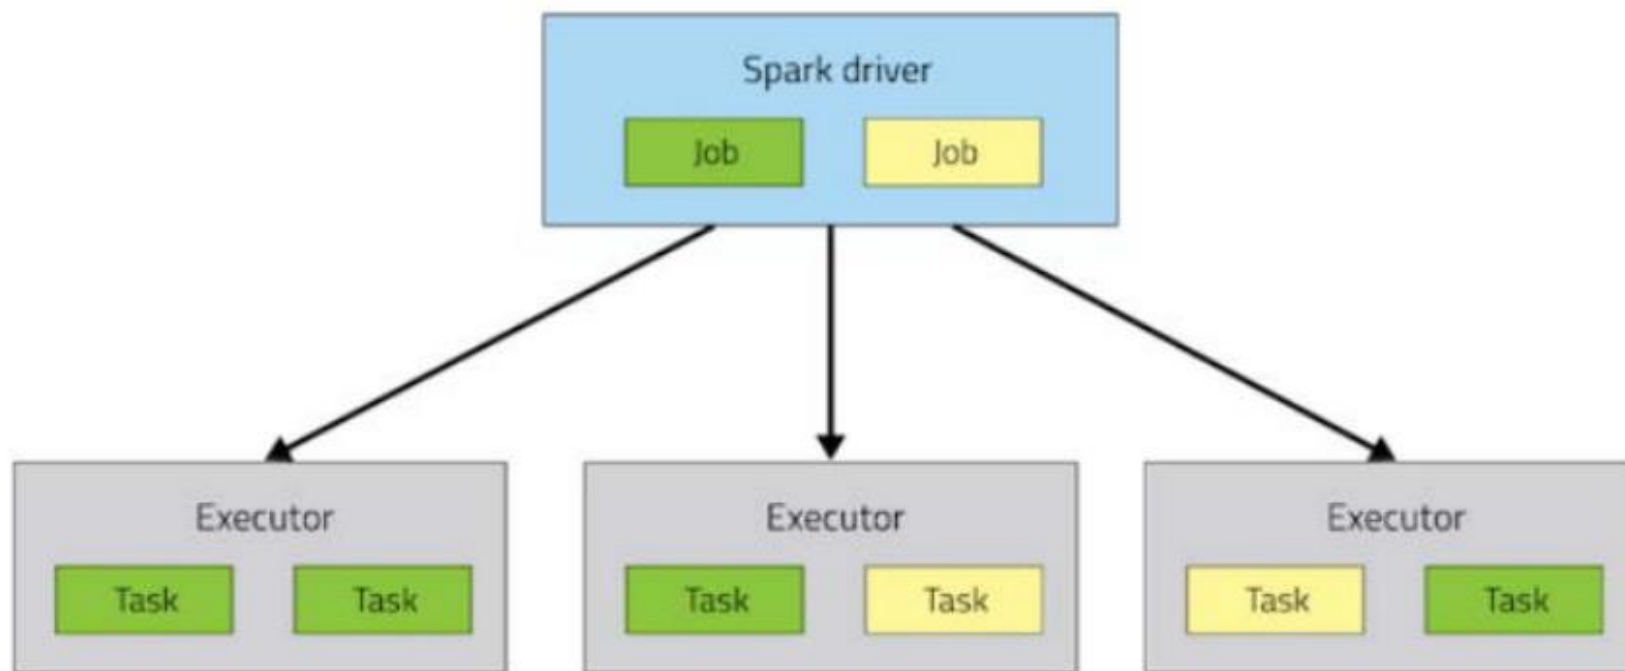 Spark driver
Job Job
Executor Executor Executor
Task Task Task Task Task Task